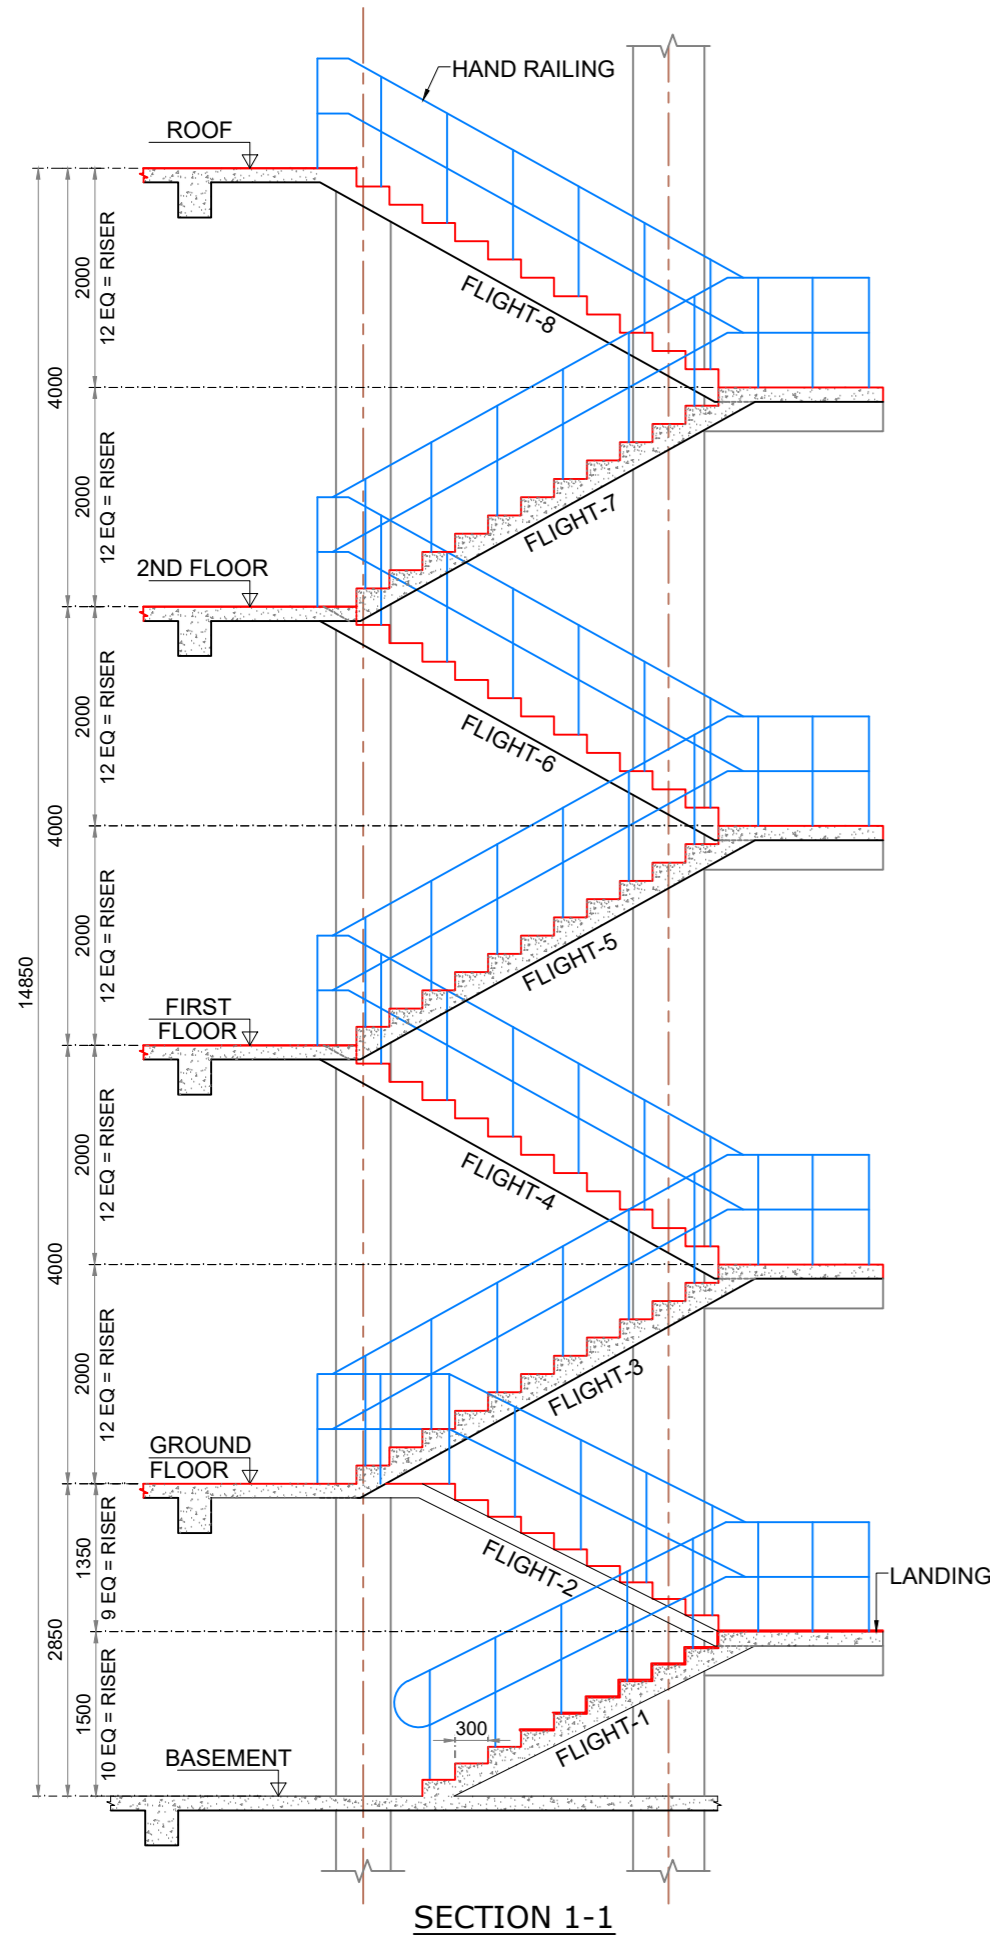 HAND RAILING
ROOF
FLIGHT-8
2000
12 EQ = RISER
4000
2000
12 EQ = RISER
FLIGHT-7
2ND FLOOR
2000
12 EQ = RISER
FLIGHT-6
4000
2000
12 EQ = RISER
FLIGHT-5
14850
FIRST
FLOOR
2000
12 EQ = RISER
FLIGHT-4
4000
2000
12 EQ = RISER
FLIGHT-3
GROUND
FLOOR
1350
9 EQ = RISER
FLIGHT-2
LANDING
2850
1500
10 EQ = RISER
300
FLIGHT-1
BASEMENT
SECTION 1-1